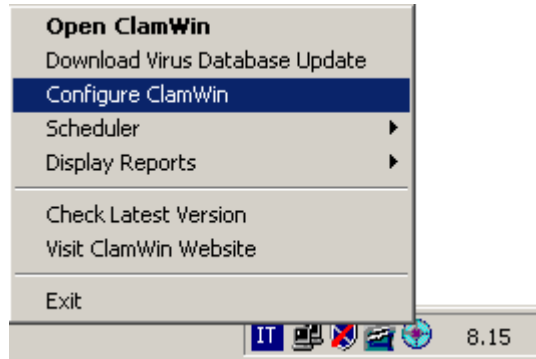 Open ClamWin
Download Virus Database Update
Configure ClamWin
Scheduler
Display Reports
Check Latest Version
Visit ClamWin Website
Exit
IT 8.15